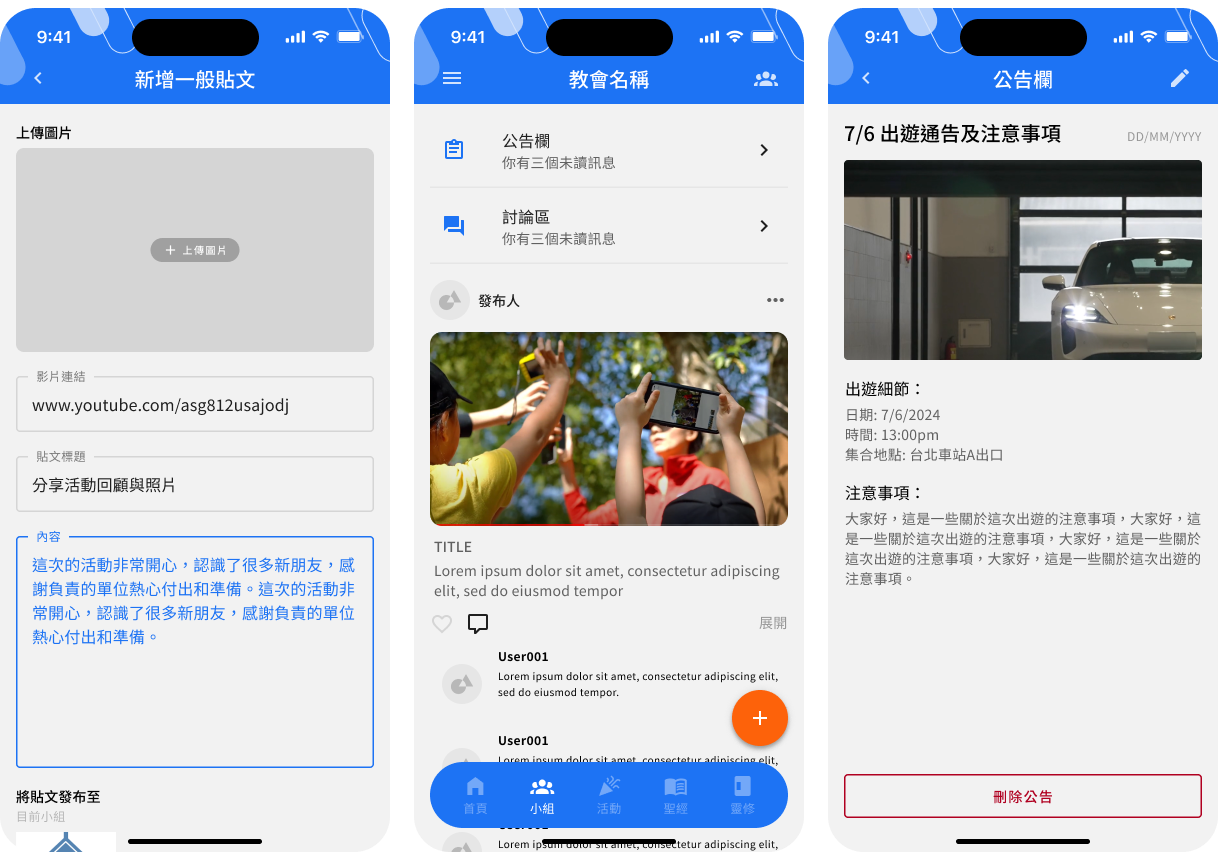 9:41
新增一般貼文
上傳圖片
+ 上傳圖片
影片連結
www.youtube.com/asg812usajodj
貼文標題
分享活動回顧與照片
內容
這次的活動非常開心，認識了很多新朋友，感
謝負責的單位熱心付出和準備。這次的活動非
常開心，認識了很多新朋友，感謝負責的單位
熱心付出和準備。
將貼文發布至
目前小組
9:41
教會名稱
公告欄
你有三個未讀訊息
討論區
你有三個未讀訊息
發布人
TITLE
Lorem ipsum dolor sit amet, consectetur adipiscing
elit, sed do eiusmod tempor
展開
User001
Lorem ipsum dolor sit amet, consectetur adipiscing elit,
sed do eiusmod tempor.
User001
Lorem ipsum dolor sit amet, consectetur adipiscing elit,
首頁
小組
活動
聖經
靈修
User001
Lorem ipsum dolor sit amet, consectetur adipiscing elit,
9:41
公告欄
7/6 出遊通告及注意事項
DD/MM/YYYY
出遊細節：
日期: 7/6/2024
時間: 13:00pm
集合地點: 台北車站A出口
注意事項：
大家好，這是一些關於這次出遊的注意事項，大家好，這
是一些關於這次出遊的注意事項，大家好，這是一些關於
這次出遊的注意事項，大家好，這是一些關於這次出遊的
注意事項。
刪除公告